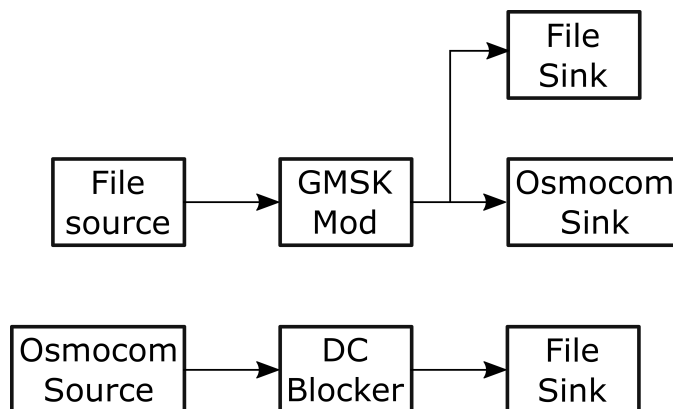 File
Sink
File
source
GMSK
Mod
Osmocom
Sink
Osmocom
Source
DC
Blocker
File
Sink